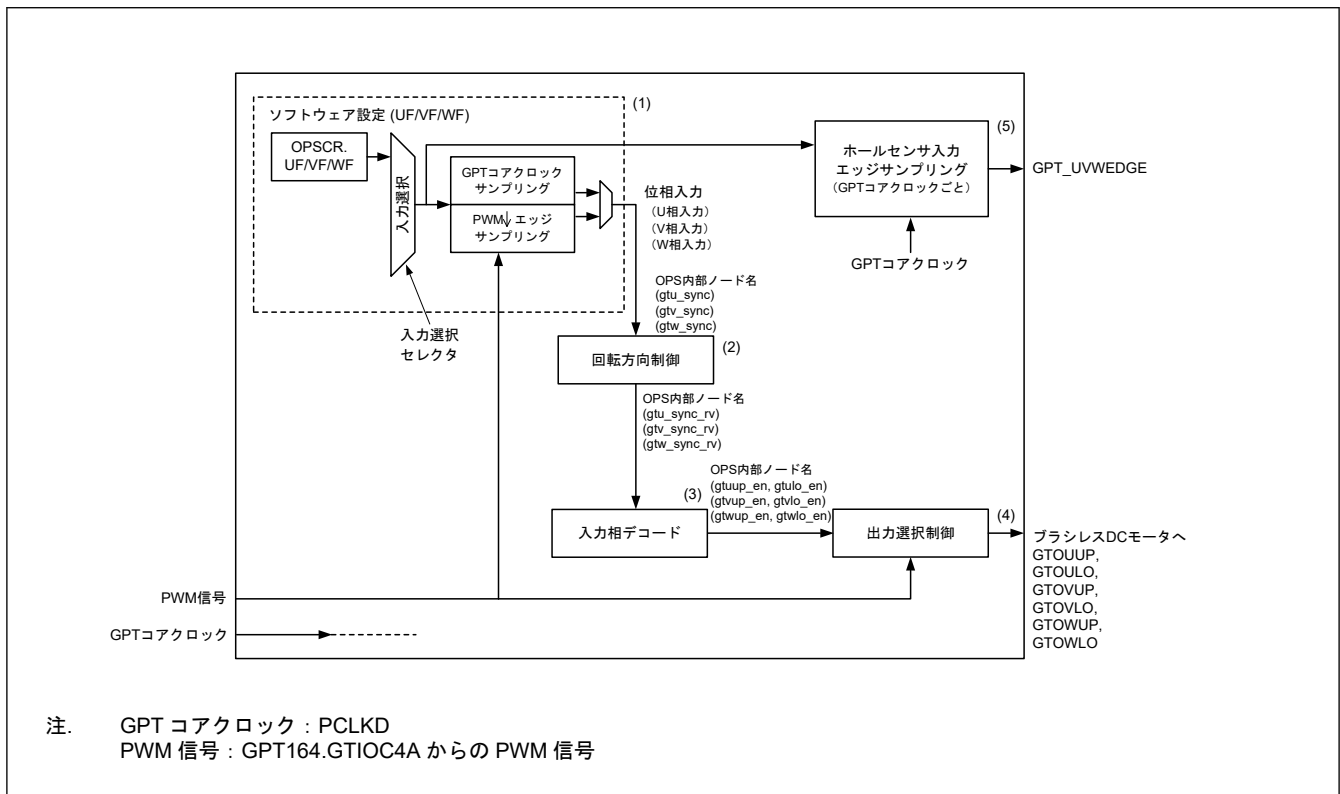 ソフトウェア設定 (UF/VF/WF)
(1)
OPSCR.
UF/VF/WF
入力選択
GPTコアクロック
サンプリング
PWM↓エッジ
サンプリング
位相入力
（U相入力）
（V相入力）
（W相入力）
ホールセンサ入力
エッジサンプリング
（GPTコアクロックごと）
(5)
GPT_UVWEDGE
GPTコアクロック
入力選択
セレクタ
OPS内部ノード名
(gtu_sync)
(gtv_sync)
(gtw_sync)
回転方向制御
(2)
OPS内部ノード名
(gtu_sync_rv)
(gtv_sync_rv)
(gtw_sync_rv)
OPS内部ノード名
(gtuup_en, gtulo_en)
(gtvup_en, gtvlo_en)
(gtwup_en, gtwlo_en)
(3)
入力相デコード
出力選択制御
(4)
ブラシレスDCモータへ
GTOUUP,
GTOULO,
GTOVUP,
GTOVLO,
GTOWUP,
GTOWLO
PWM信号
GPTコアクロック
注. GPT コアクロック：PCLKD
PWM 信号：GPT164.GTIOC4A からの PWM 信号